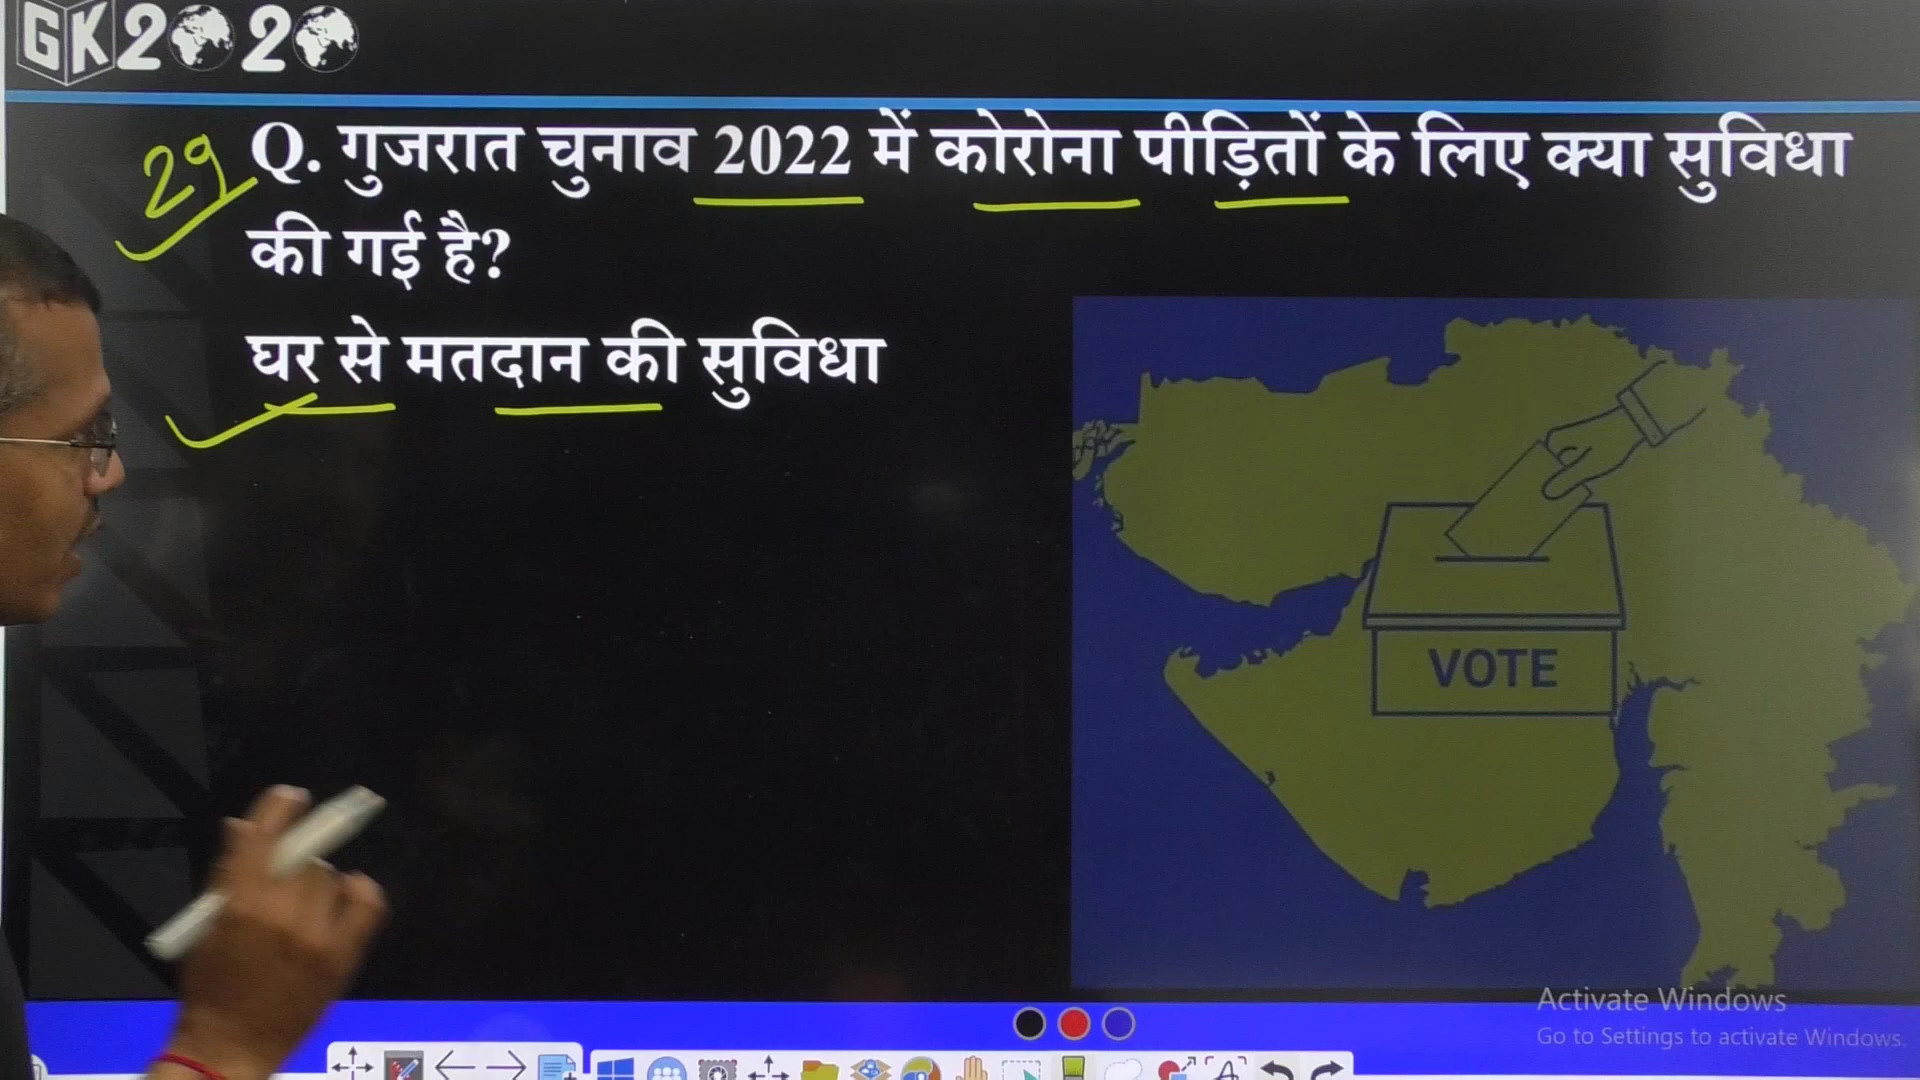 GK2020
29 Q. गुजरात चुनाव 2022 में कोरोना पीड़ितों के लिए क्या सुविधा
की गई है?
घर से मतदान की सुविधा
VOTE
Activate Windows
Go to Settings to activate Windows.